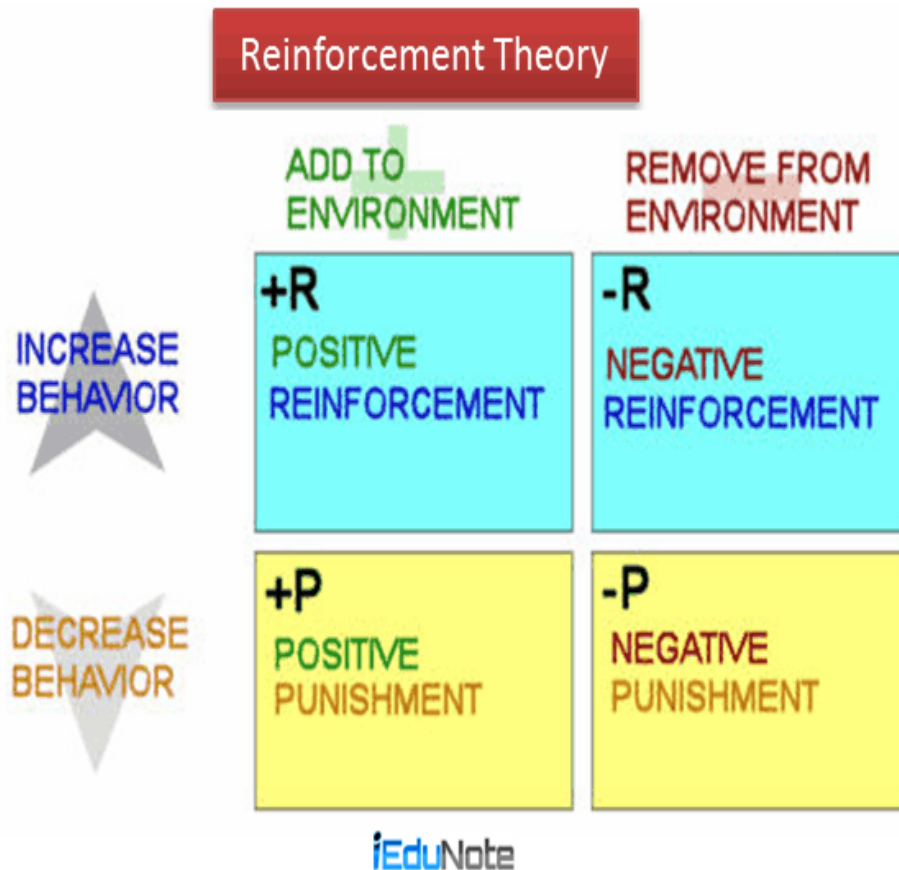 Reinforcement Theory
ADD TO
ENVIRONMENT
REMOVE FROM
ENVIRONMENT
INCREASE
BEHAVIOR
+R
POSITIVE
REINFORCEMENT
-R
NEGATIVE
REINFORCEMENT
DECREASE
BEHAVIOR
+P
POSITIVE
PUNISHMENT
-P
NEGATIVE
PUNISHMENT
iEduNote